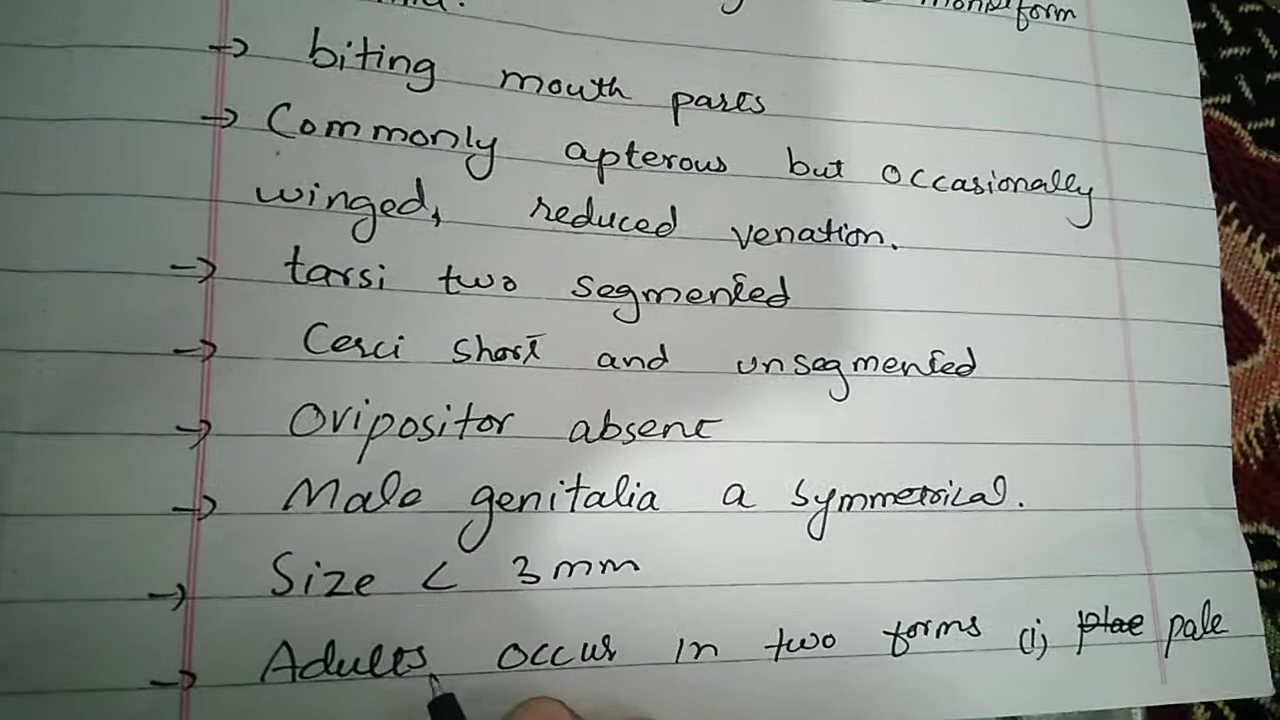 moniliform
→ biting mouth parts
→ Commonly apterous but occasionally
winged, reduced venation.
→ tarsi two segmented
→ Cerci short and unsegmented
→ Ovipositor absent
→ Male genitalia a symmetrical.
→ Size < 3mm
→ Adults occur in two forms (i) plae pale